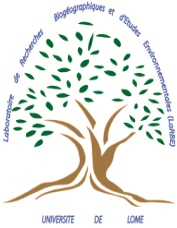 Laboratoire de Recherches Biogéographiques et d'Etudes Environnementales (LaRBE)
UNIVERSITE DE LOME